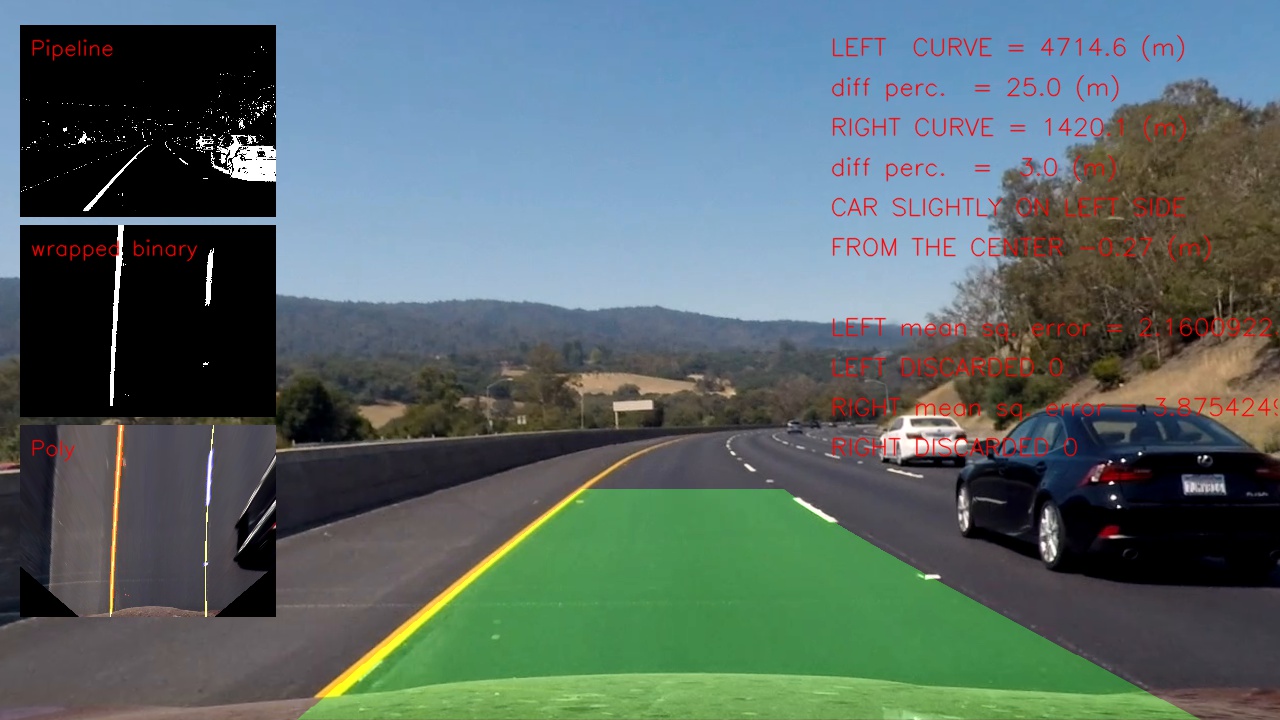 Pipeline
wrapped binary
Poly
LEFT CURVE = 4714.6 (m)
diff perc. = 25.0 (m)
RIGHT CURVE = 1420.1 (m)
diff perc. = 3.0 (m)
CAR SLIGHTLY ON LEFT SIDE
FROM THE CENTER -0.27 (m)
LEFT mean sq. error = 2.1600922
LEFT DISCARDED 0
RIGHT mean sq. error = 3.8754249
RIGHT DISCARDED 0